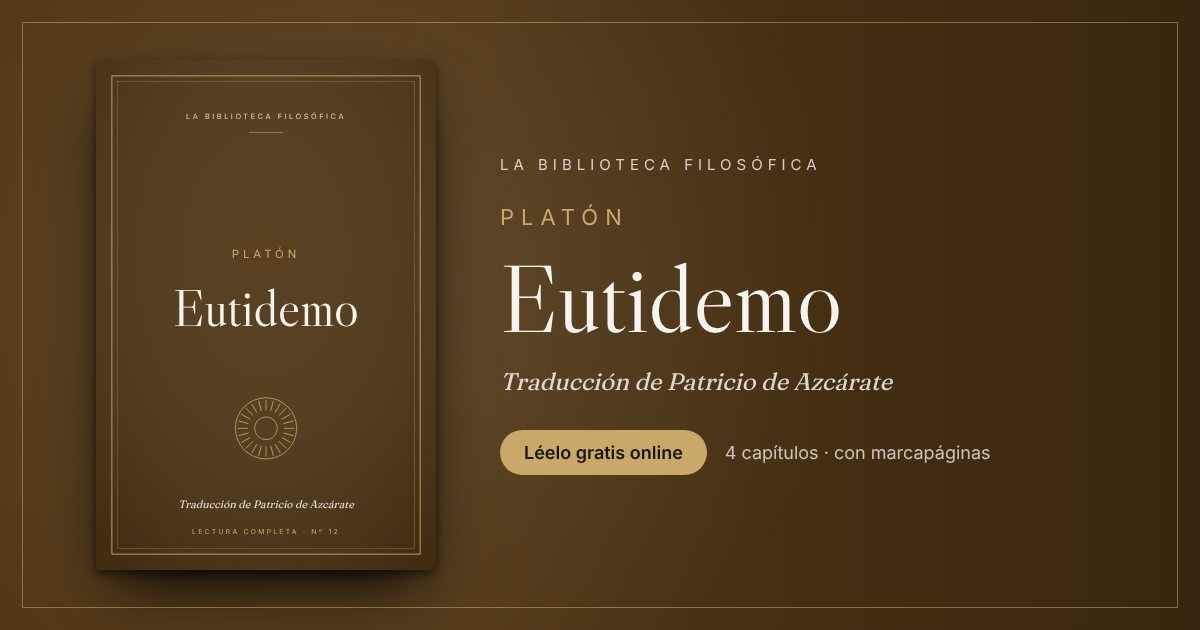 LA BIBLIOTECA FILOSÓFICA
PLATÓN
Eutidemo
Traducción de Patricio de Azcárate
LECTURA COMPLETA · Nº 12
LA BIBLIOTECA FILOSÓFICA
PLATÓN
Eutidemo
Traducción de Patricio de Azcárate
Léelo gratis online
4 capítulos · con marcapáginas